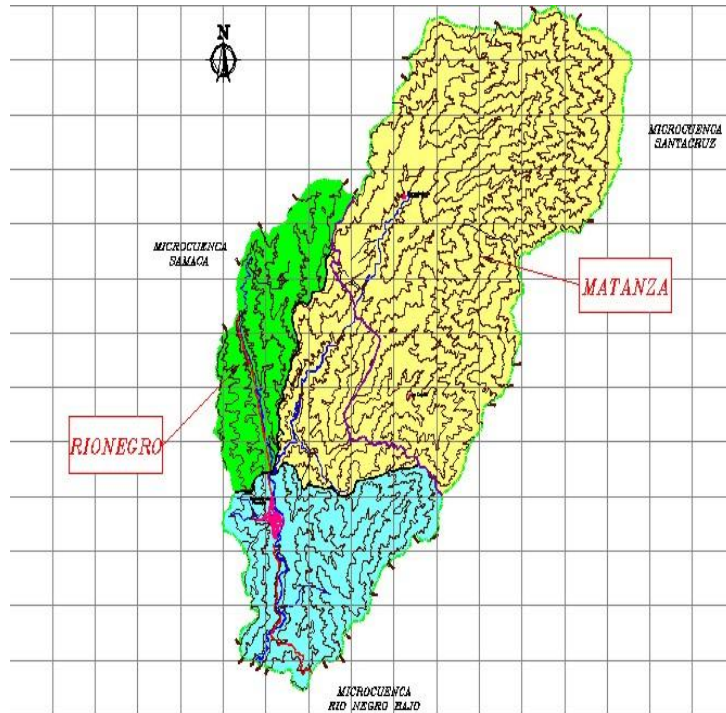 N
MICROCUENCA
SANTACRUZ
MICROCUENCA
SAMACA
MATANZA
RIONEGRO
MICROCUENCA
RIO NEGRO BAJO